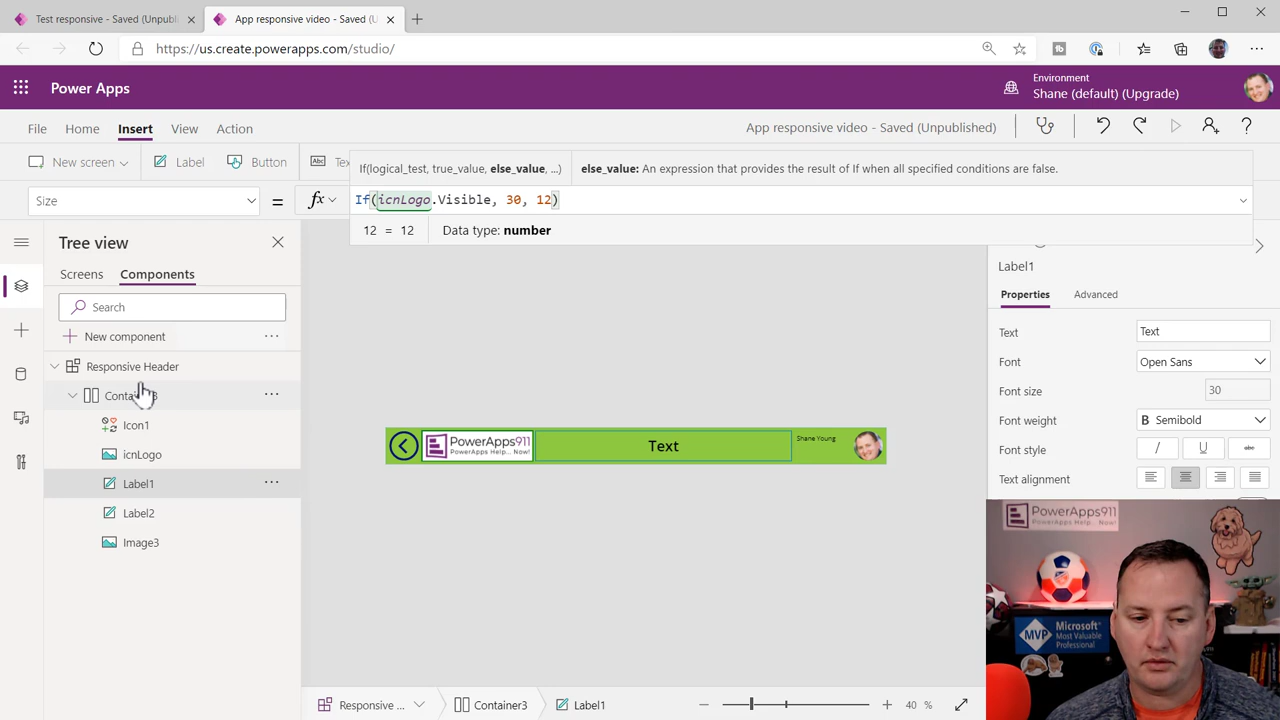 Test responsive - Saved (Unpubli
App responsive video - Saved (U
https://us.create.powerapps.com/studio/
Power Apps
Environment
Shane (default) (Upgrade)
File Home Insert View Action
App responsive video - Saved (Unpublished)
New screen Label Button Abc Te
If(logical_test, true_value, else_value, ...) else_value: An expression that provides the result of If when all specified conditions are false.
Size = fx If(icnLogo.Visible, 30, 12)
12 = 12 Data type: number
Tree view
Screens Components
Search
New component
Responsive Header
Container3
Icon1
icnLogo
Label1
Label2
Image3
PowerApps911
PowerApps Help... Now!
Text
Shane Young
Label1
Properties Advanced
Text Text
Font Open Sans
Font size 30
Font weight B Semibold
Font style / U abc
Text alignment
PowerApps911
PowerApps Help... Now!
MVP Microsoft
Most Valuable
Professional
Responsive ... Container3 Label1 40 %